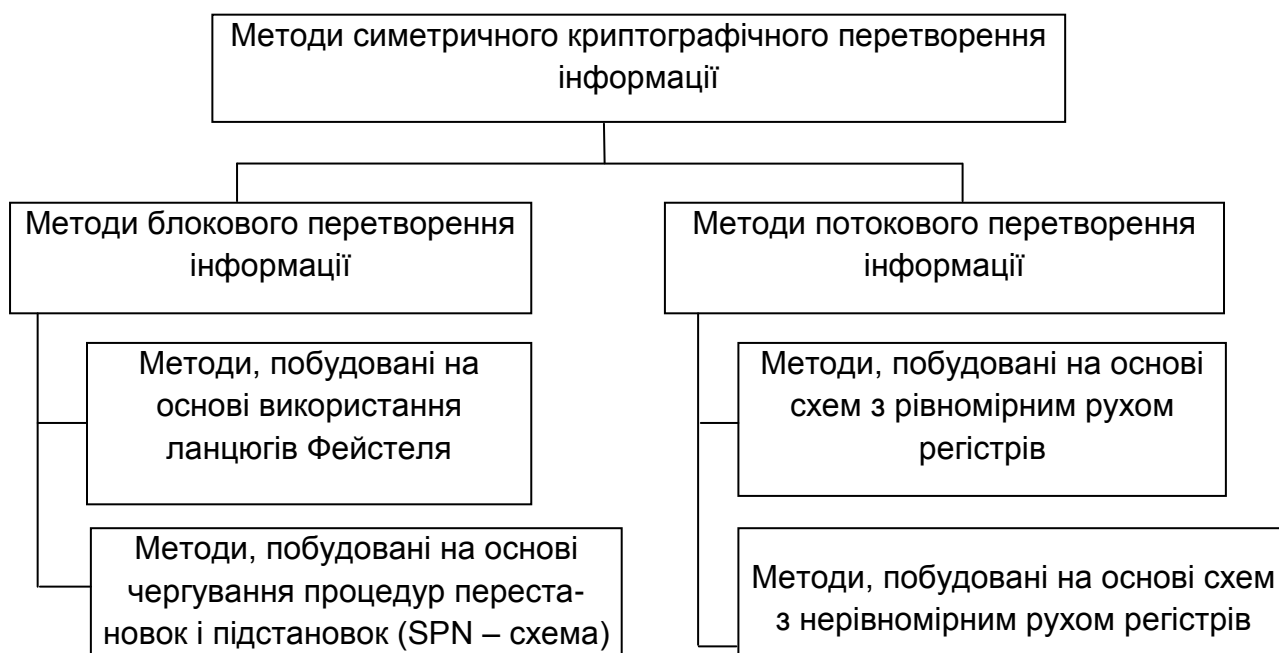 Методи симетричного криптографічного перетворення
інформації
Методи блокового перетворення
інформації
Методи, побудовані на
основі використання
ланцюгів Фейстеля
Методи, побудовані на основі
чергування процедур переста-
новок і підстановок (SPN – схема)
Методи потокового перетворення
інформації
Методи, побудовані на основі
схем з рівномірним рухом
регістрів
Методи, побудовані на основі схем
з нерівномірним рухом регістрів